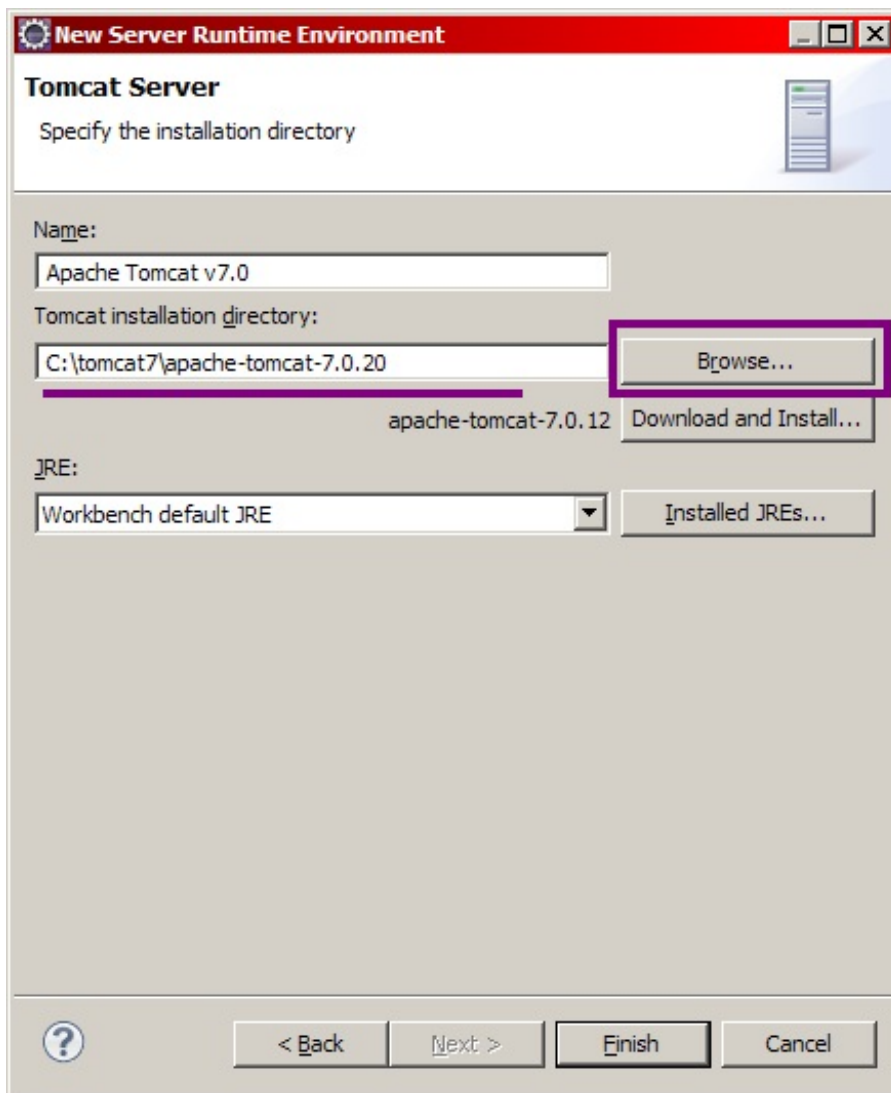 New Server Runtime Environment
Tomcat Server
Specify the installation directory
Name:
Apache Tomcat v7.0
Tomcat installation directory:
C:\tomcat7\apache-tomcat-7.0.20
Browse...
apache-tomcat-7.0.12
Download and Install...
JRE:
Workbench default JRE
Installed JREs...
?
< Back
Next >
Finish
Cancel